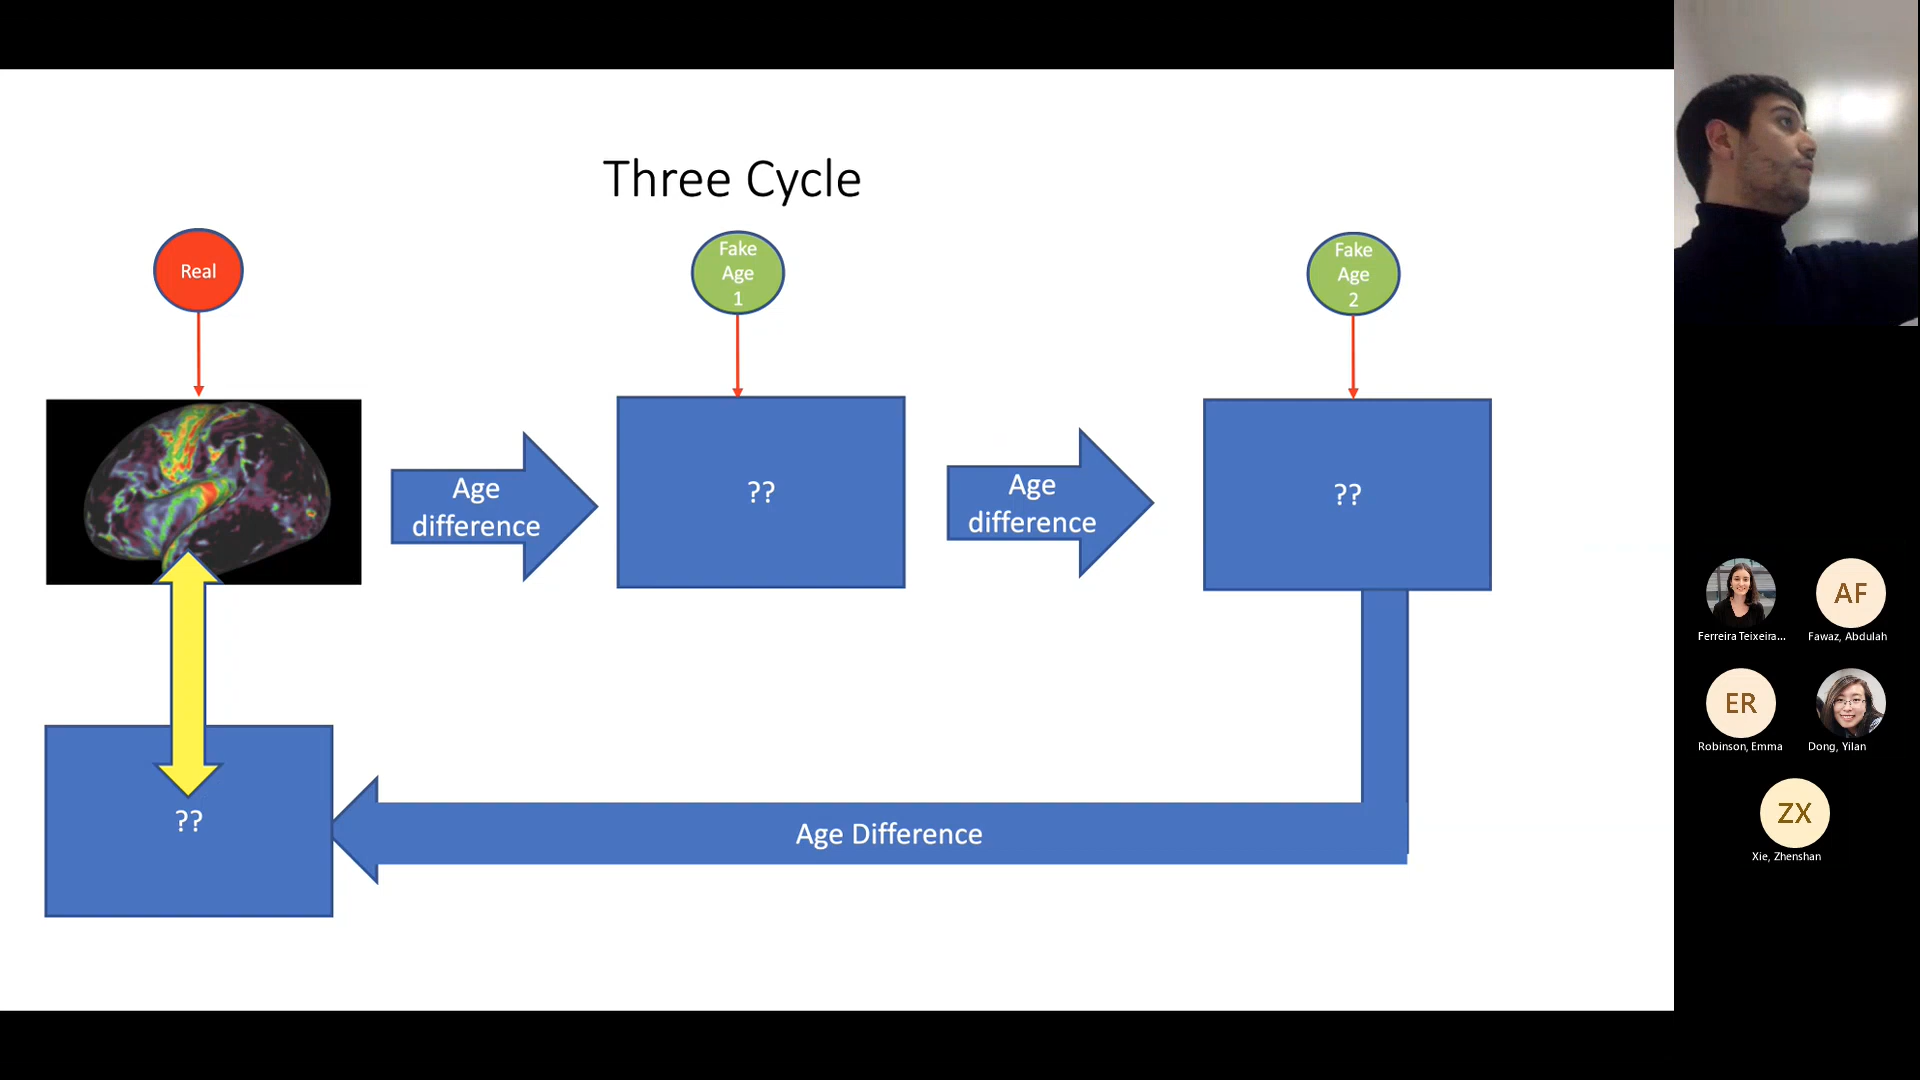 Three Cycle
Real
Fake
Age
1
Fake
Age
2
Age
difference
??
Age
difference
??
??
Age Difference
Ferreira Teixeira...
AF
Fawaz, Abdulah
ER
Robinson, Emma
Dong, Yilan
ZX
Xie, Zhenshan